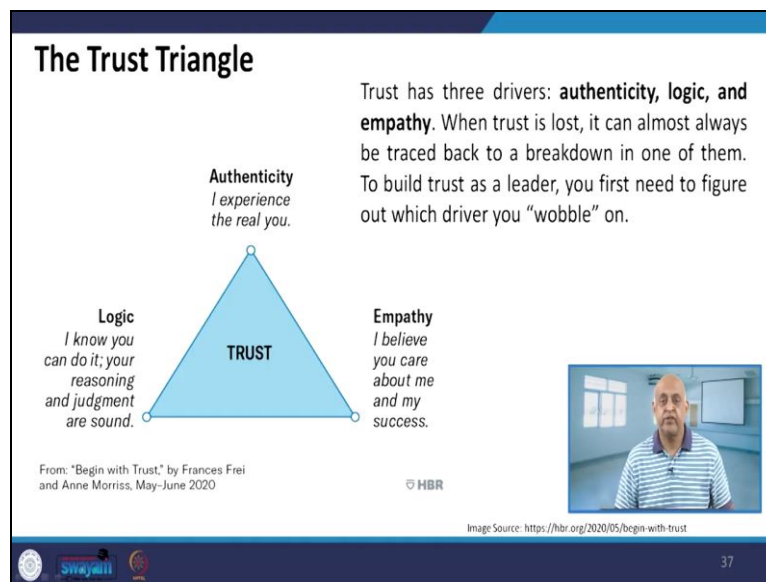 The Trust Triangle
Trust has three drivers: authenticity, logic, and
empathy. When trust is lost, it can almost always
be traced back to a breakdown in one of them.
To build trust as a leader, you first need to figure
out which driver you “wobble” on.
Authenticity
I experience
the real you.
Logic
I know you
can do it; your
reasoning
and judgment
are sound.
TRUST
Empathy
I believe
you care
about me
and my
success.
From: “Begin with Trust,” by Frances Frei
and Anne Morriss, May–June 2020
HBR
Image Source: https://hbr.org/2020/05/begin-with-trust
swayam
37